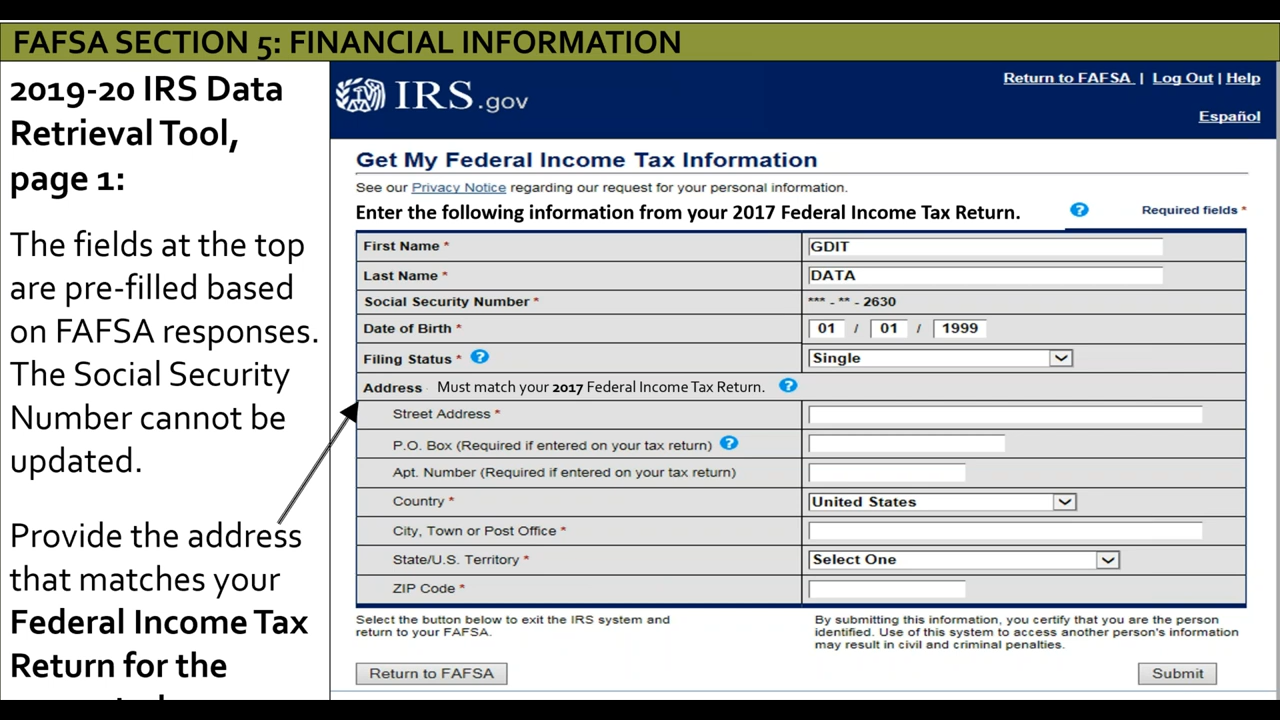 FAFSA SECTION 5: FINANCIAL INFORMATION
2019-20 IRS Data
Retrieval Tool,
page 1:
The fields at the top
are pre-filled based
on FAFSA responses.
The Social Security
Number cannot be
updated.
Provide the address
that matches your
Federal Income Tax
Return for the
IRS.gov
Return to FAFSA | Log Out | Help
Español
Get My Federal Income Tax Information
See our Privacy Notice regarding our request for your personal information.
Enter the following information from your 2017 Federal Income Tax Return. ? Required fields *
First Name * GDIT
Last Name * DATA
Social Security Number * *** - ** - 2630
Date of Birth * 01 / 01 / 1999
Filing Status * ? Single
Address Must match your 2017 Federal Income Tax Return. ?
Street Address *
P.O. Box (Required if entered on your tax return) ?
Apt. Number (Required if entered on your tax return)
Country * United States
City, Town or Post Office *
State/U.S. Territory * Select One
ZIP Code *
Select the button below to exit the IRS system and
return to your FAFSA.
By submitting this information, you certify that you are the person
identified. Use of this system to access another person's information
may result in civil and criminal penalties.
Return to FAFSA
Submit